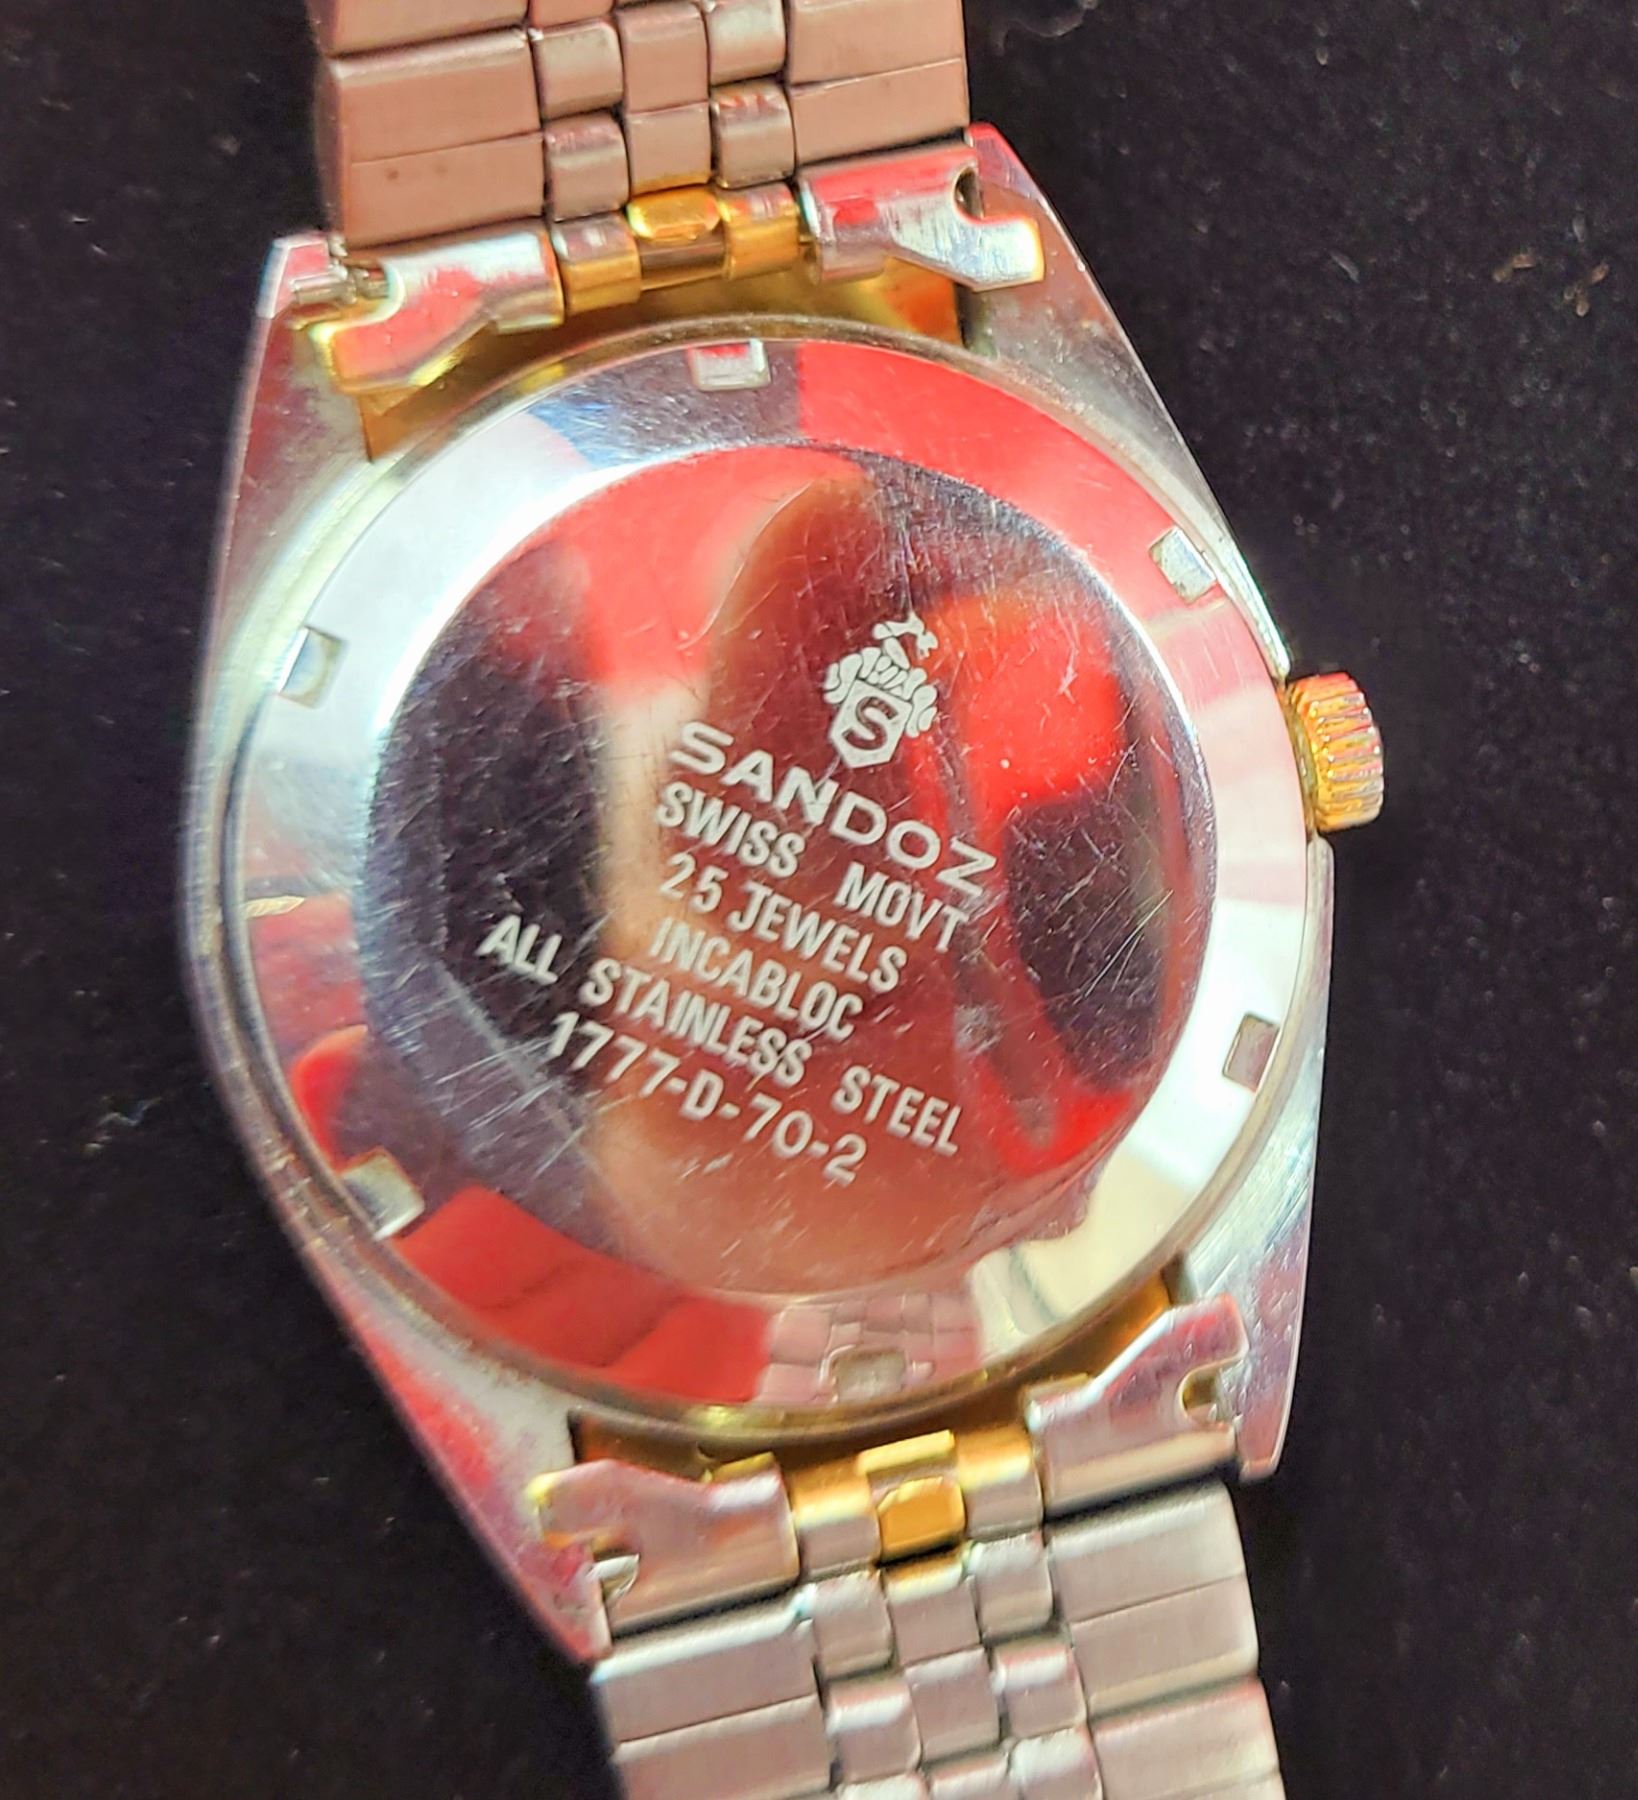 S
SANDOZ
SWISS MOVT
25 JEWELS
INCABLOC
ALL STAINLESS STEEL
1777-D-70-2